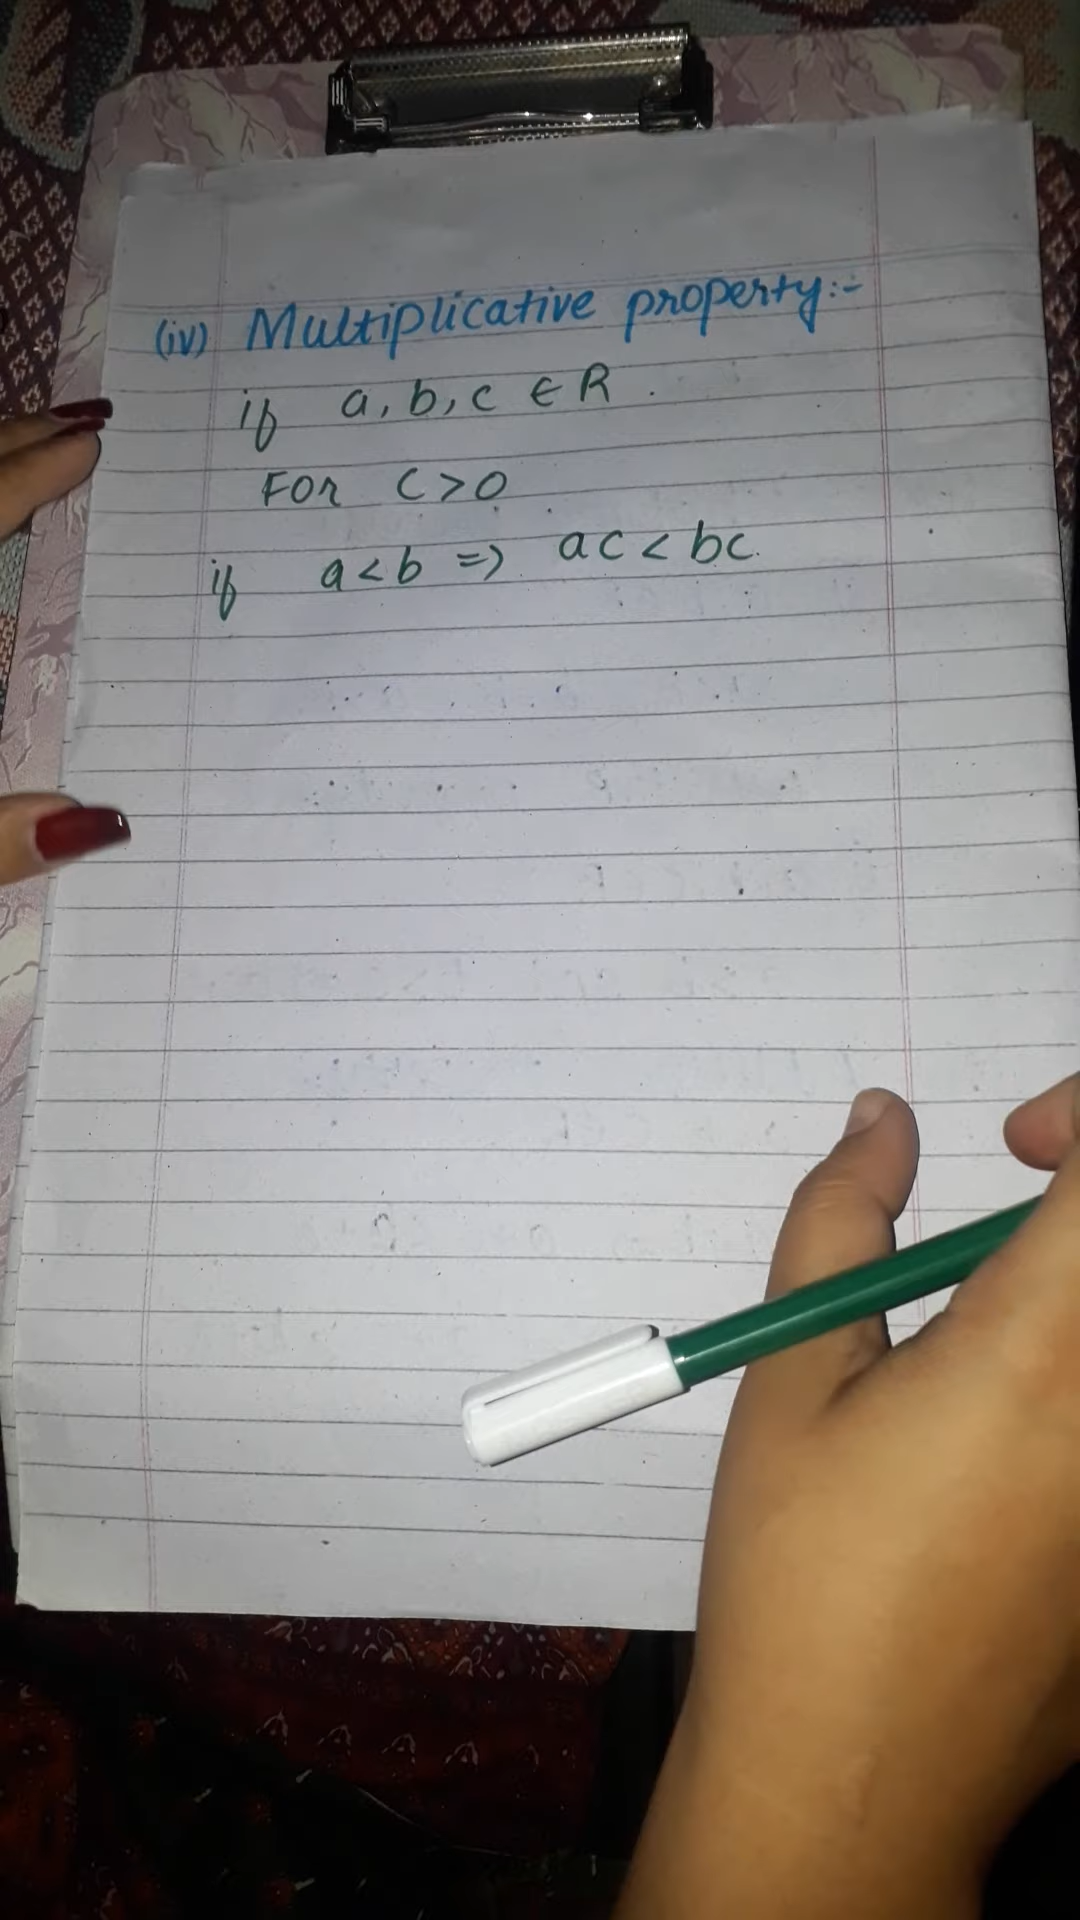 (iv) Multiplicative property:-
if a, b, c ∈ R .
FOR C > 0
if a < b => ac < bc.